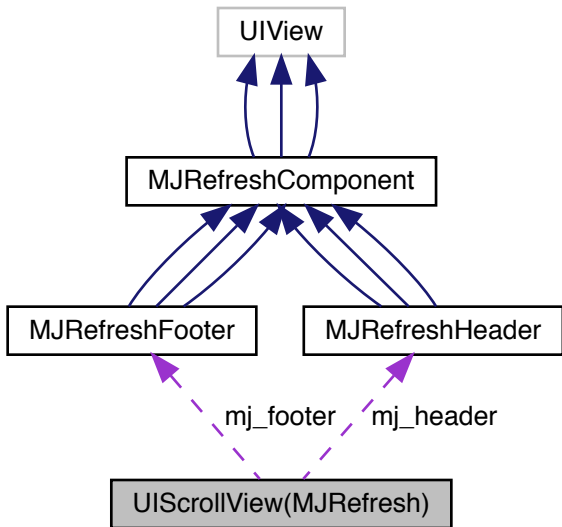 UIView
MJRefreshComponent
MJRefreshFooter
MJRefreshHeader
mj_footer
mj_header
UIScrollView(MJRefresh)